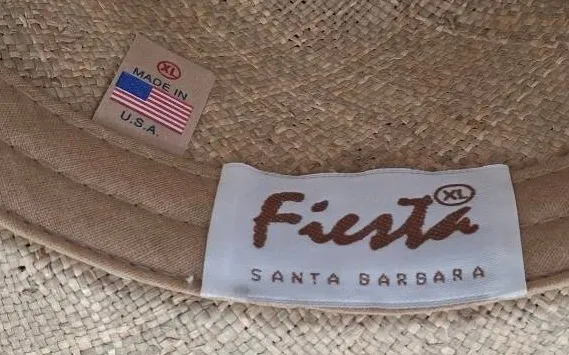 XL
MADE IN
U.S.A.
XL
Fiesta
SANTA BARBARA